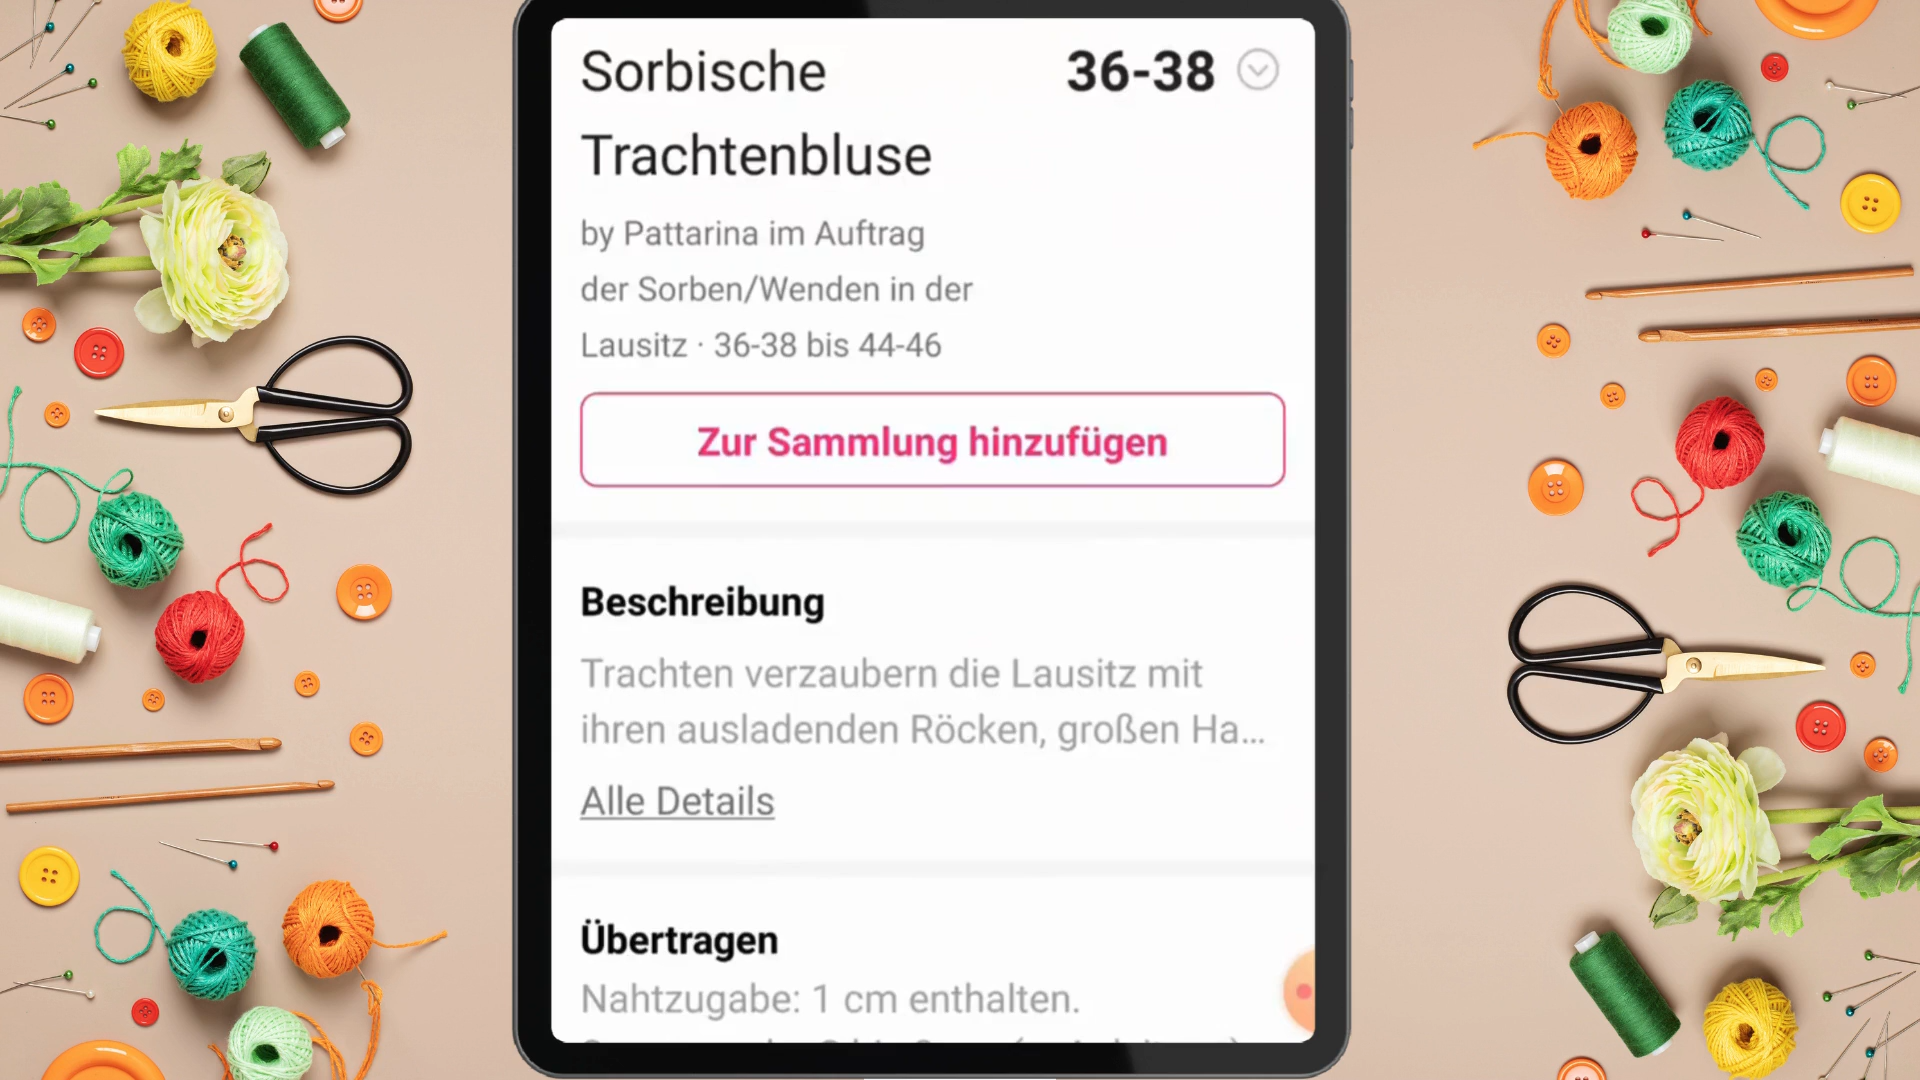 Sorbische
36-38
Trachtenbluse
by Pattarina im Auftrag
der Sorben/Wenden in der
Lausitz · 36-38 bis 44-46
Zur Sammlung hinzufügen
Beschreibung
Trachten verzaubern die Lausitz mit
ihren ausladenden Röcken, großen Ha...
Alle Details
Übertragen
Nahtzugabe: 1 cm enthalten.